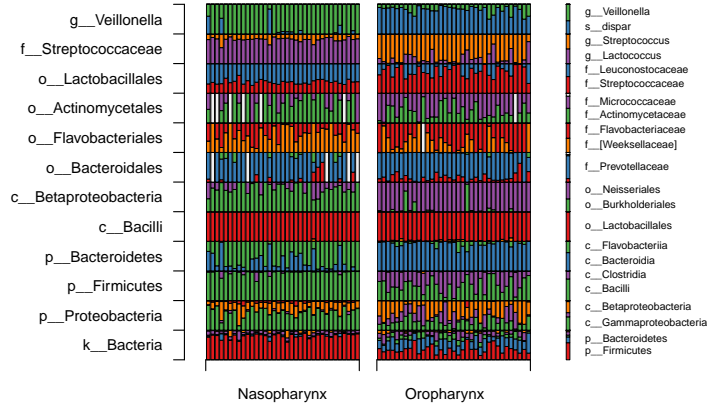 g__Veillonella
f__Streptococcaceae
o__Lactobacillales
o__Actinomycetales
o__Flavobacteriales
o__Bacteroidales
c__Betaproteobacteria
c__Bacilli
p__Bacteroidetes
p__Firmicutes
p__Proteobacteria
k__Bacteria
Nasopharynx
Oropharynx
g__Veillonella
s__dispar
g__Streptococcus
g__Lactococcus
f__Leuconostocaceae
f__Streptococcaceae
f__Micrococcaceae
f__Actinomycetaceae
f__Flavobacteriaceae
f__[Weeksellaceae]
f__Prevotellaceae
o__Neisseriales
o__Burkholderiales
o__Lactobacillales
c__Flavobacteriia
c__Bacteroidia
c__Clostridia
c__Bacilli
c__Betaproteobacteria
c__Gammaproteobacteria
p__Bacteroidetes
p__Firmicutes